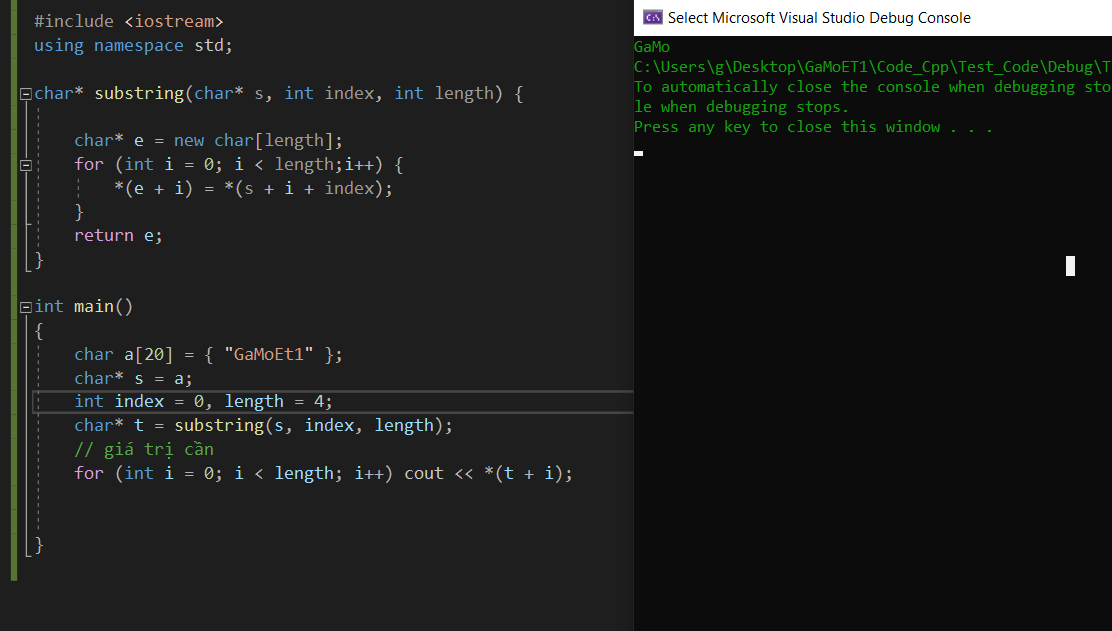 #include <iostream>
using namespace std;
char* substring(char* s, int index, int length) {
char* e = new char[length];
for (int i = 0; i < length;i++) {
*(e + i) = *(s + i + index);
}
return e;
}
int main()
{
char a[20] = { "GaMoEt1" };
char* s = a;
int index = 0, length = 4;
char* t = substring(s, index, length);
// giá trị cần
for (int i = 0; i < length; i++) cout << *(t + i);
}
Select Microsoft Visual Studio Debug Console
GaMo
C:\Users\g\Desktop\GaMoET1\Code_Cpp\Test_Code\Debug\T
To automatically close the console when debugging sto
le when debugging stops.
Press any key to close this window . . .